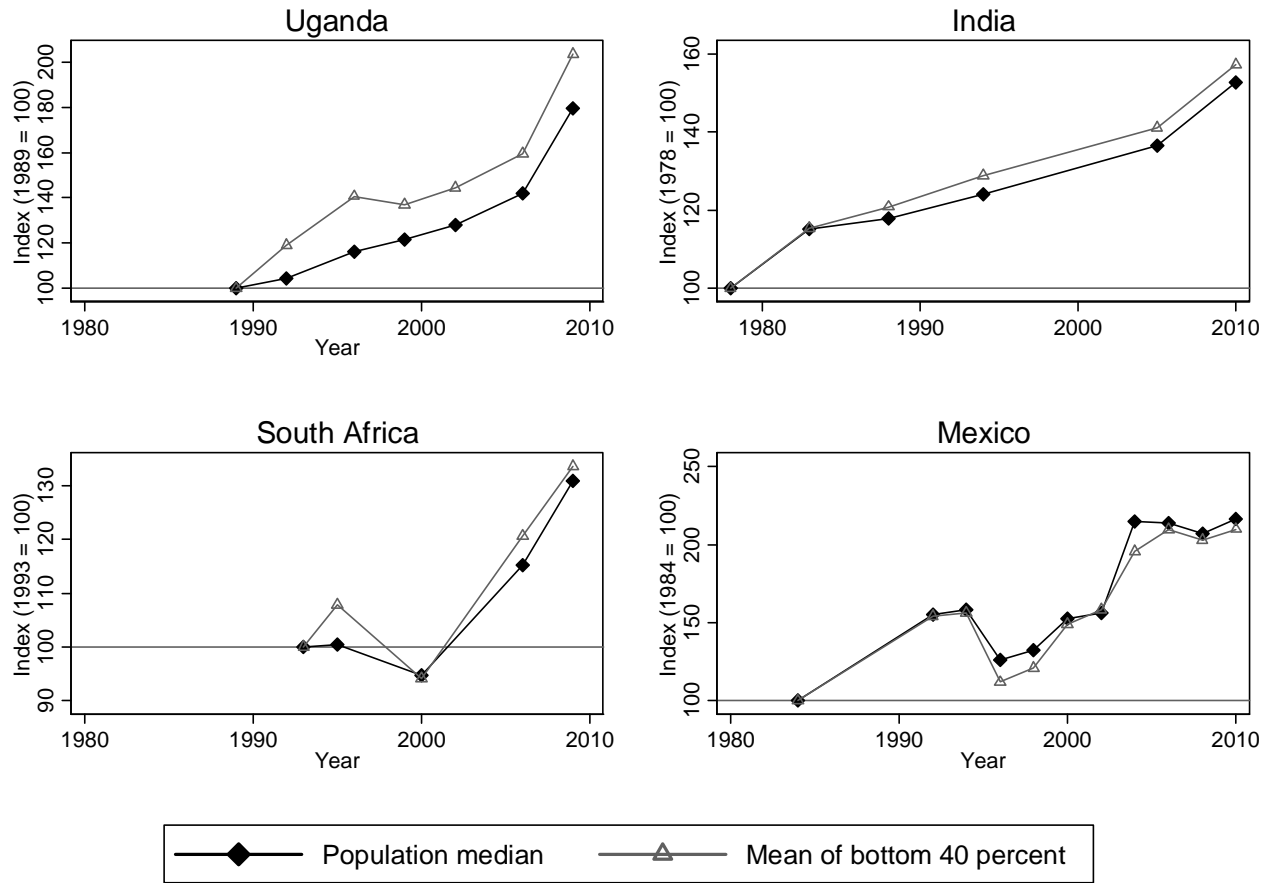 Uganda
Index (1989 = 100)
100 120 140 160 180 200
1980 1990 2000 2010
Year
India
Index (1978 = 100)
100 120 140 160
1980 1990 2000 2010
South Africa
Index (1993 = 100)
90 100 110 120 130
1980 1990 2000 2010
Year
Mexico
Index (1984 = 100)
100 150 200 250
1980 1990 2000 2010
Year
Population median Mean of bottom 40 percent